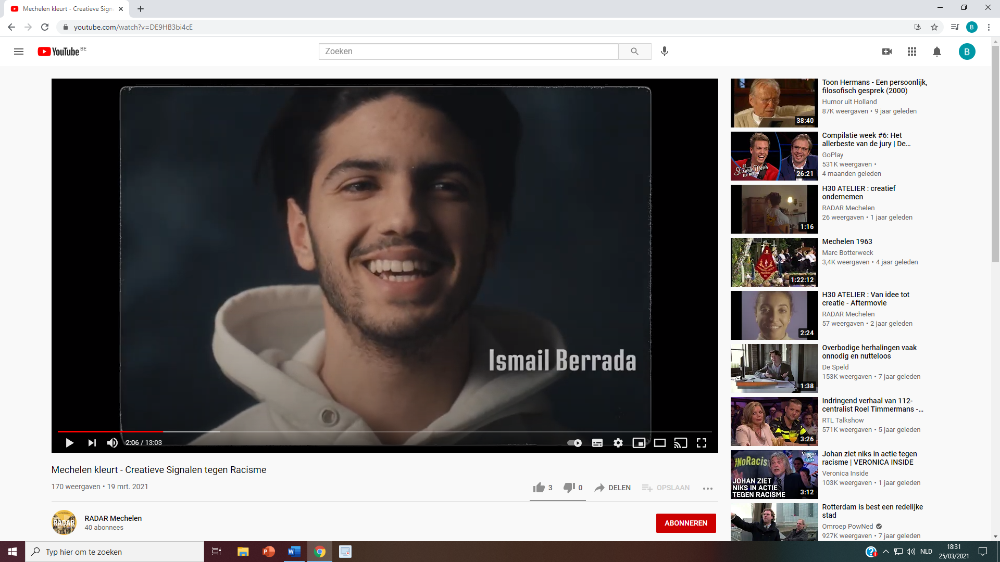 Mechelen kleurt - Creatieve Sign
youtube.com/watch?v=DE9HB3bi4cE
B
YouTube BE
Zoeken
B
Ismail Berrada
2:06 / 13:03
Mechelen kleurt - Creatieve Signalen tegen Racisme
170 weergaven • 19 mrt. 2021
3
0
DELEN
OPSLAAN
RADAR
RADAR Mechelen
40 abonnees
ABONNEREN
38:40
Toon Hermans - Een persoonlijk,
filosofisch gesprek (2000)
Humor uit Holland
87K weergaven • 9 jaar geleden
DE
Slimste Mens
TER WERELD
26:21
Compilatie week #6: Het
allerbeste van de jury | De...
GoPlay
531K weergaven •
4 maanden geleden
1:16
H30 ATELIER : creatief
ondernemen
RADAR Mechelen
26 weergaven • 1 jaar geleden
1:22:12
Mechelen 1963
Marc Botterweck
3,4K weergaven • 4 jaar geleden
2:24
H30 ATELIER : Van idee tot
creatie - Aftermovie
RADAR Mechelen
57 weergaven • 2 jaar geleden
1:38
Overbodige herhalingen vaak
onnodig en nutteloos
De Speld
153K weergaven • 7 jaar geleden
3:26
Indringend verhaal van 112-
centralist Roel Timmermans -...
RTL Talkshow
571K weergaven • 5 jaar geleden
#NoRacis
VERONICA
INSIDE
JOHAN ZIET
NIKS IN ACTIE
TEGEN RACISME
3:12
Johan ziet niks in actie tegen
racisme | VERONICA INSIDE
Veronica Inside
103K weergaven • 1 jaar geleden
Rotterdam is best een redelijke
stad
Omroep PowNed
927K weergaven • 7 jaar geleden
Typ hier om te zoeken
NLD
18:31
25/03/2021